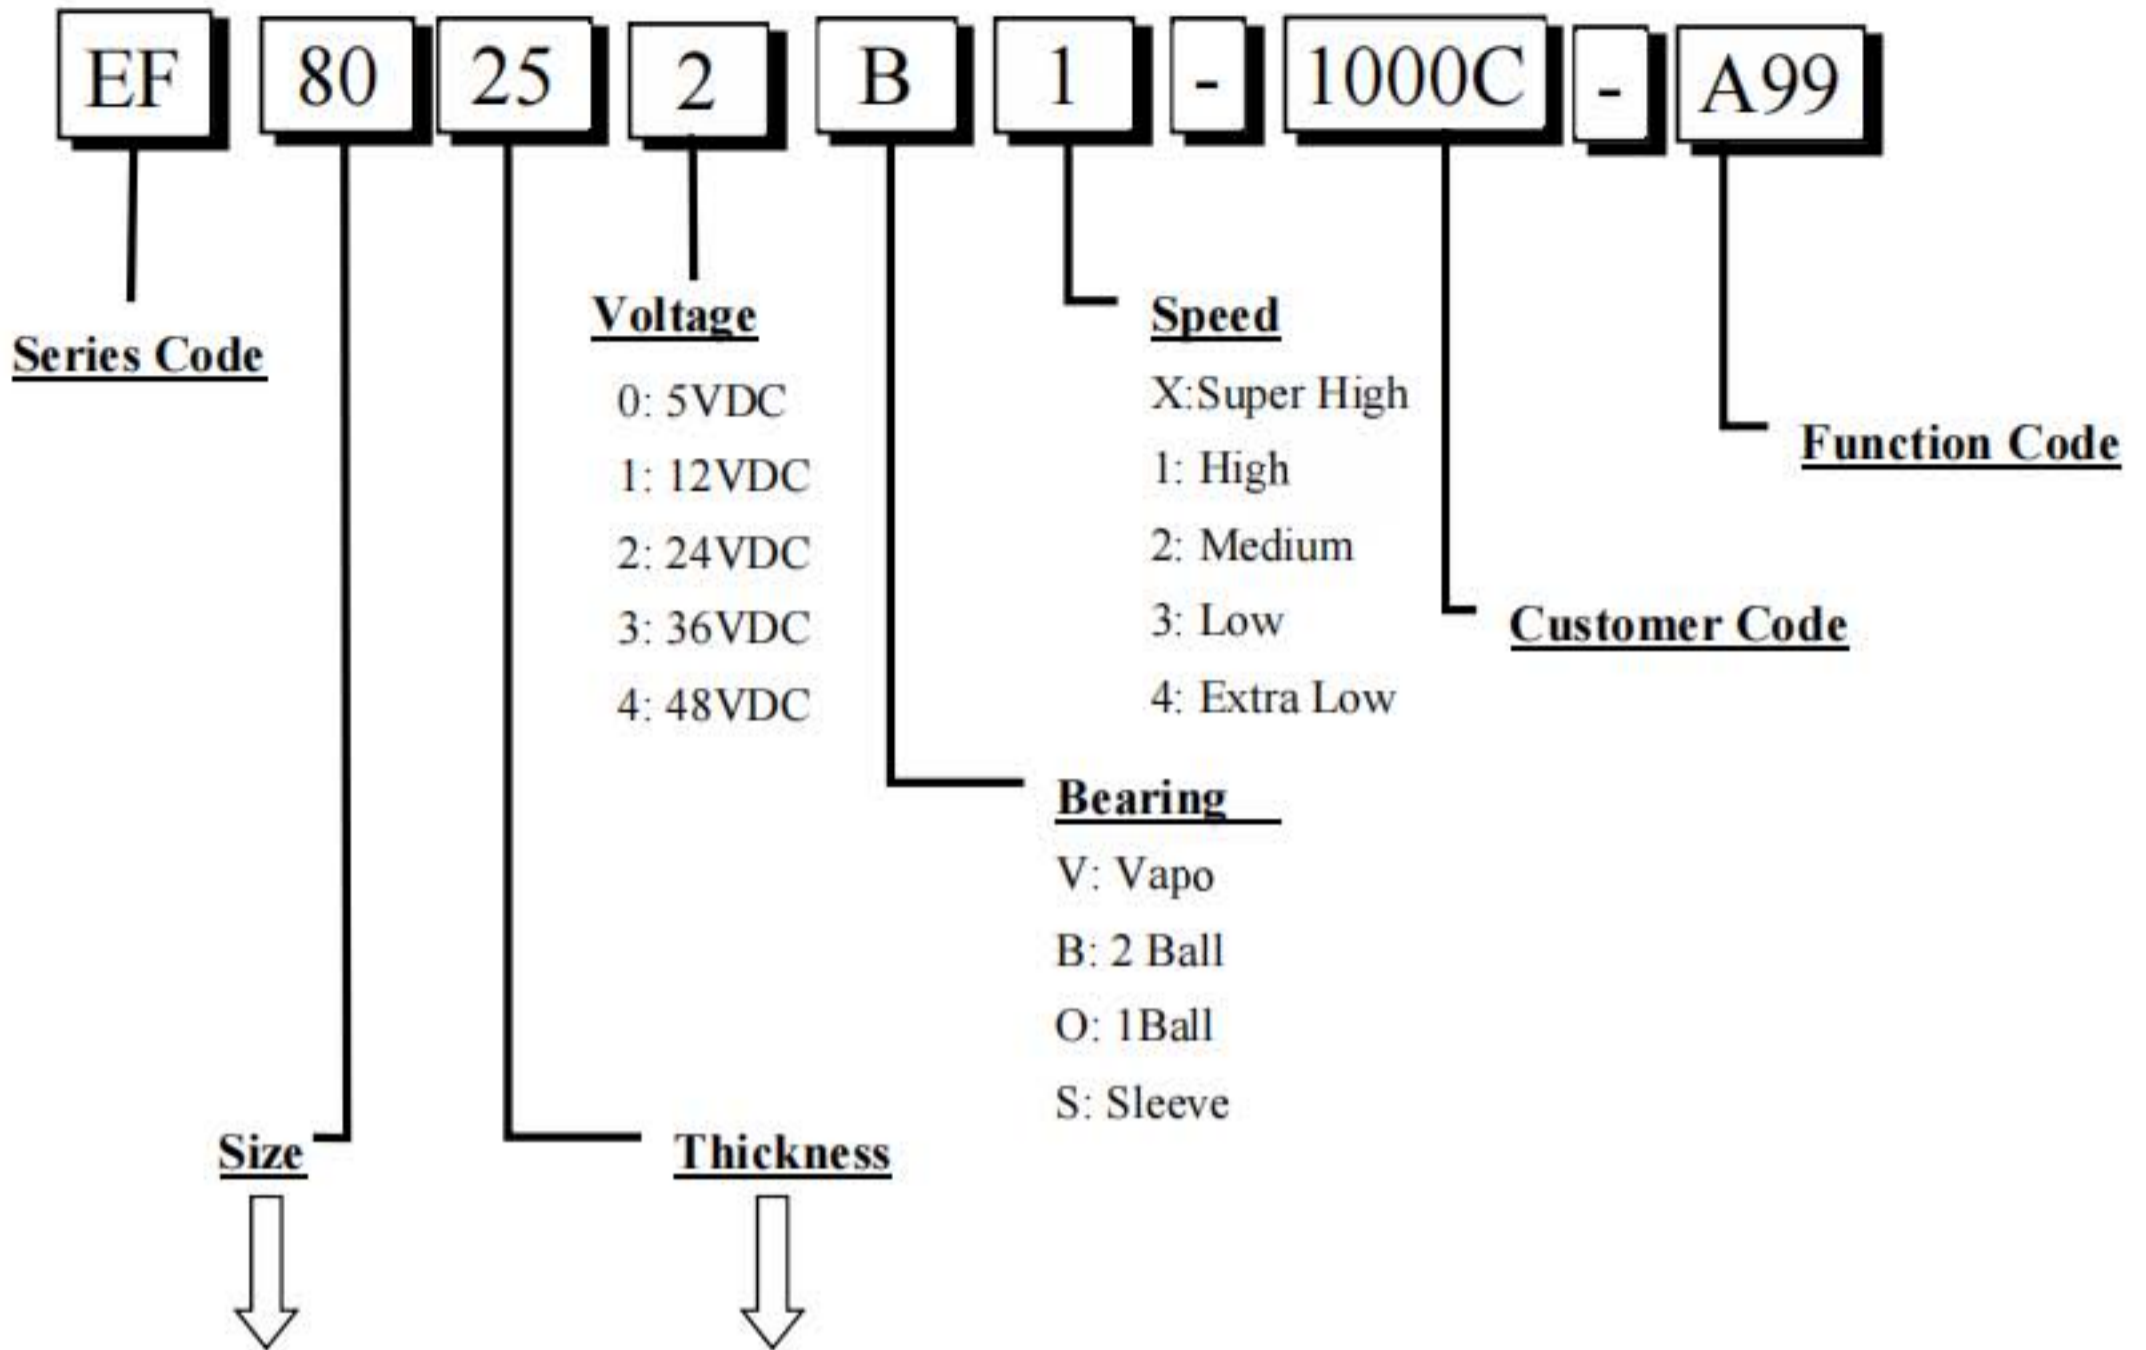 EF 80 25 2 B 1 - 1000C - A99
Series Code
Voltage
0: 5VDC
1: 12VDC
2: 24VDC
3: 36VDC
4: 48VDC
Speed
X:Super High
1: High
2: Medium
3: Low
4: Extra Low
Function Code
Customer Code
Bearing
V: Vapo
B: 2 Ball
O: 1Ball
S: Sleeve
Size
Thickness